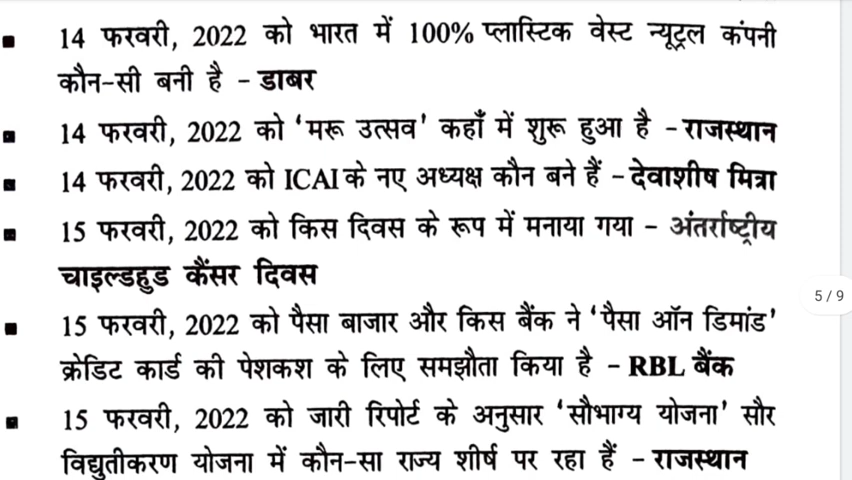 ▪ 14 फरवरी, 2022 को भारत में 100% प्लास्टिक वेस्ट न्यूट्रल कंपनी
कौन-सी बनी है - डाबर
▪ 14 फरवरी, 2022 को ‘मरू उत्सव’ कहाँ में शुरू हुआ है - राजस्थान
▪ 14 फरवरी, 2022 को ICAI के नए अध्यक्ष कौन बने हैं - देवाशीष मित्रा
▪ 15 फरवरी, 2022 को किस दिवस के रूप में मनाया गया - अंतर्राष्ट्रीय
चाइल्डहुड कैंसर दिवस
5 / 9
▪ 15 फरवरी, 2022 को पैसा बाजार और किस बैंक ने ‘पैसा ऑन डिमांड’
क्रेडिट कार्ड की पेशकश के लिए समझौता किया है - RBL बैंक
▪ 15 फरवरी, 2022 को जारी रिपोर्ट के अनुसार ‘सौभाग्य योजना’ सौर
विद्युतीकरण योजना में कौन-सा राज्य शीर्ष पर रहा हैं - राजस्थान